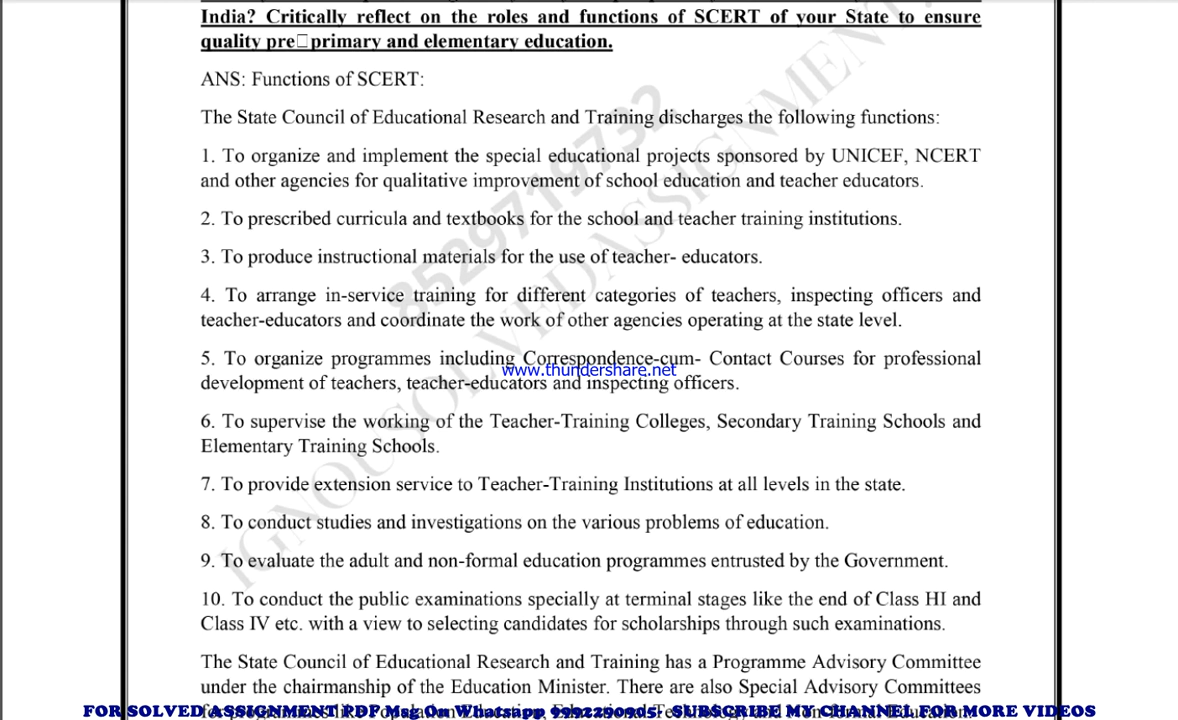 India? Critically reflect on the roles and functions of SCERT of your State to ensure
quality pre□primary and elementary education.
ANS: Functions of SCERT:
The State Council of Educational Research and Training discharges the following functions:
1. To organize and implement the special educational projects sponsored by UNICEF, NCERT
and other agencies for qualitative improvement of school education and teacher educators.
2. To prescribed curricula and textbooks for the school and teacher training institutions.
3. To produce instructional materials for the use of teacher- educators.
4. To arrange in-service training for different categories of teachers, inspecting officers and
teacher-educators and coordinate the work of other agencies operating at the state level.
5. To organize programmes including Correspondence-cum- Contact Courses for professional
www.thundershare.net
development of teachers, teacher-educators and inspecting officers.
6. To supervise the working of the Teacher-Training Colleges, Secondary Training Schools and
Elementary Training Schools.
7. To provide extension service to Teacher-Training Institutions at all levels in the state.
8. To conduct studies and investigations on the various problems of education.
9. To evaluate the adult and non-formal education programmes entrusted by the Government.
10. To conduct the public examinations specially at terminal stages like the end of Class HI and
Class IV etc. with a view to selecting candidates for scholarships through such examinations.
The State Council of Educational Research and Training has a Programme Advisory Committee
under the chairmanship of the Education Minister. There are also Special Advisory Committees
FOR SOLVED ASSIGNMENT PDF Msg On Whatsapp 9992290905. SUBSCRIBE MY CHANNEL FOR MORE VIDEOS
8529719732
IGNOUSOLVEDASSIGNMENT